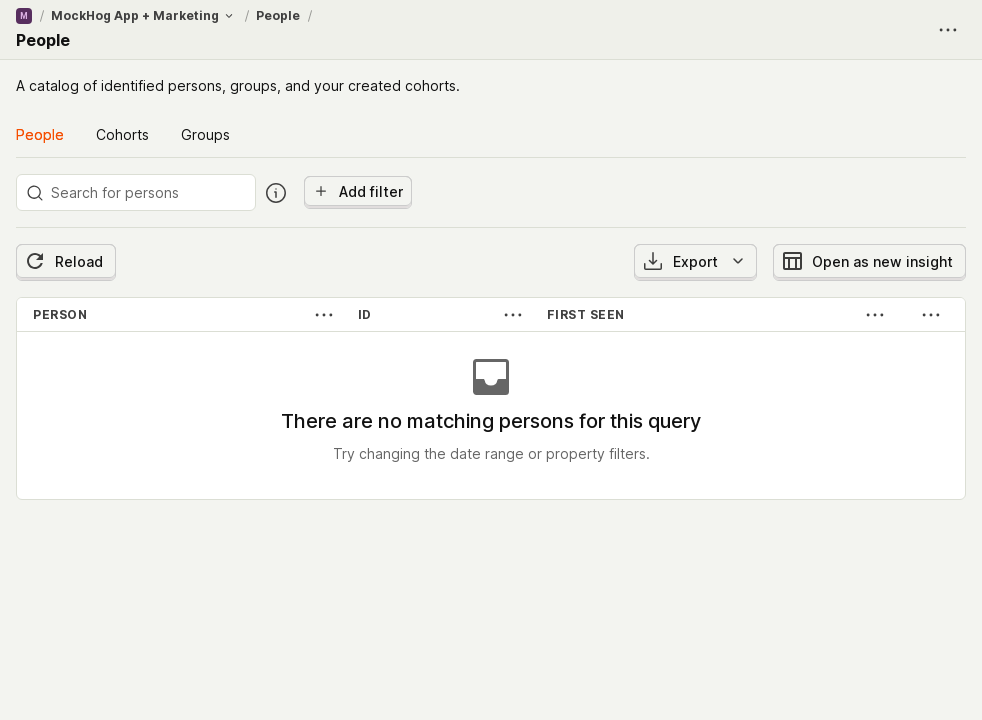 M / MockHog App + Marketing / People /
People
A catalog of identified persons, groups, and your created cohorts.
People Cohorts Groups
Search for persons Add filter
Reload Export Open as new insight
PERSON ID FIRST SEEN
There are no matching persons for this query
Try changing the date range or property filters.